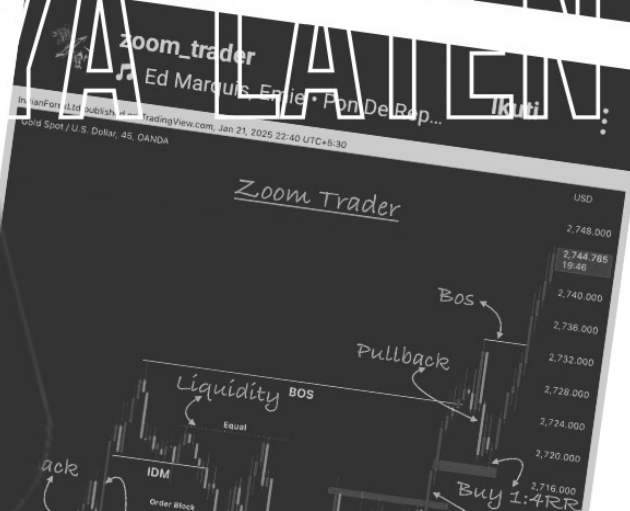 YA LATEN
zoom_trader
Ed Marquis, Emie • Pon De Rep...
Ikuti
IndianForexLtd published on TradingView.com, Jan 21, 2025 22:40 UTC+5:30
Gold Spot / U.S. Dollar, 45, OANDA
Zoom Trader
USD
2,748.000
2,744.785
19:46
2,740.000
Bos
2,736.000
Pullback
2,732.000
2,728.000
Liquidity
BOS
2,724.000
Equal
2,720.000
ack
IDM
2,716.000
Buy 1:4RR
Order Block